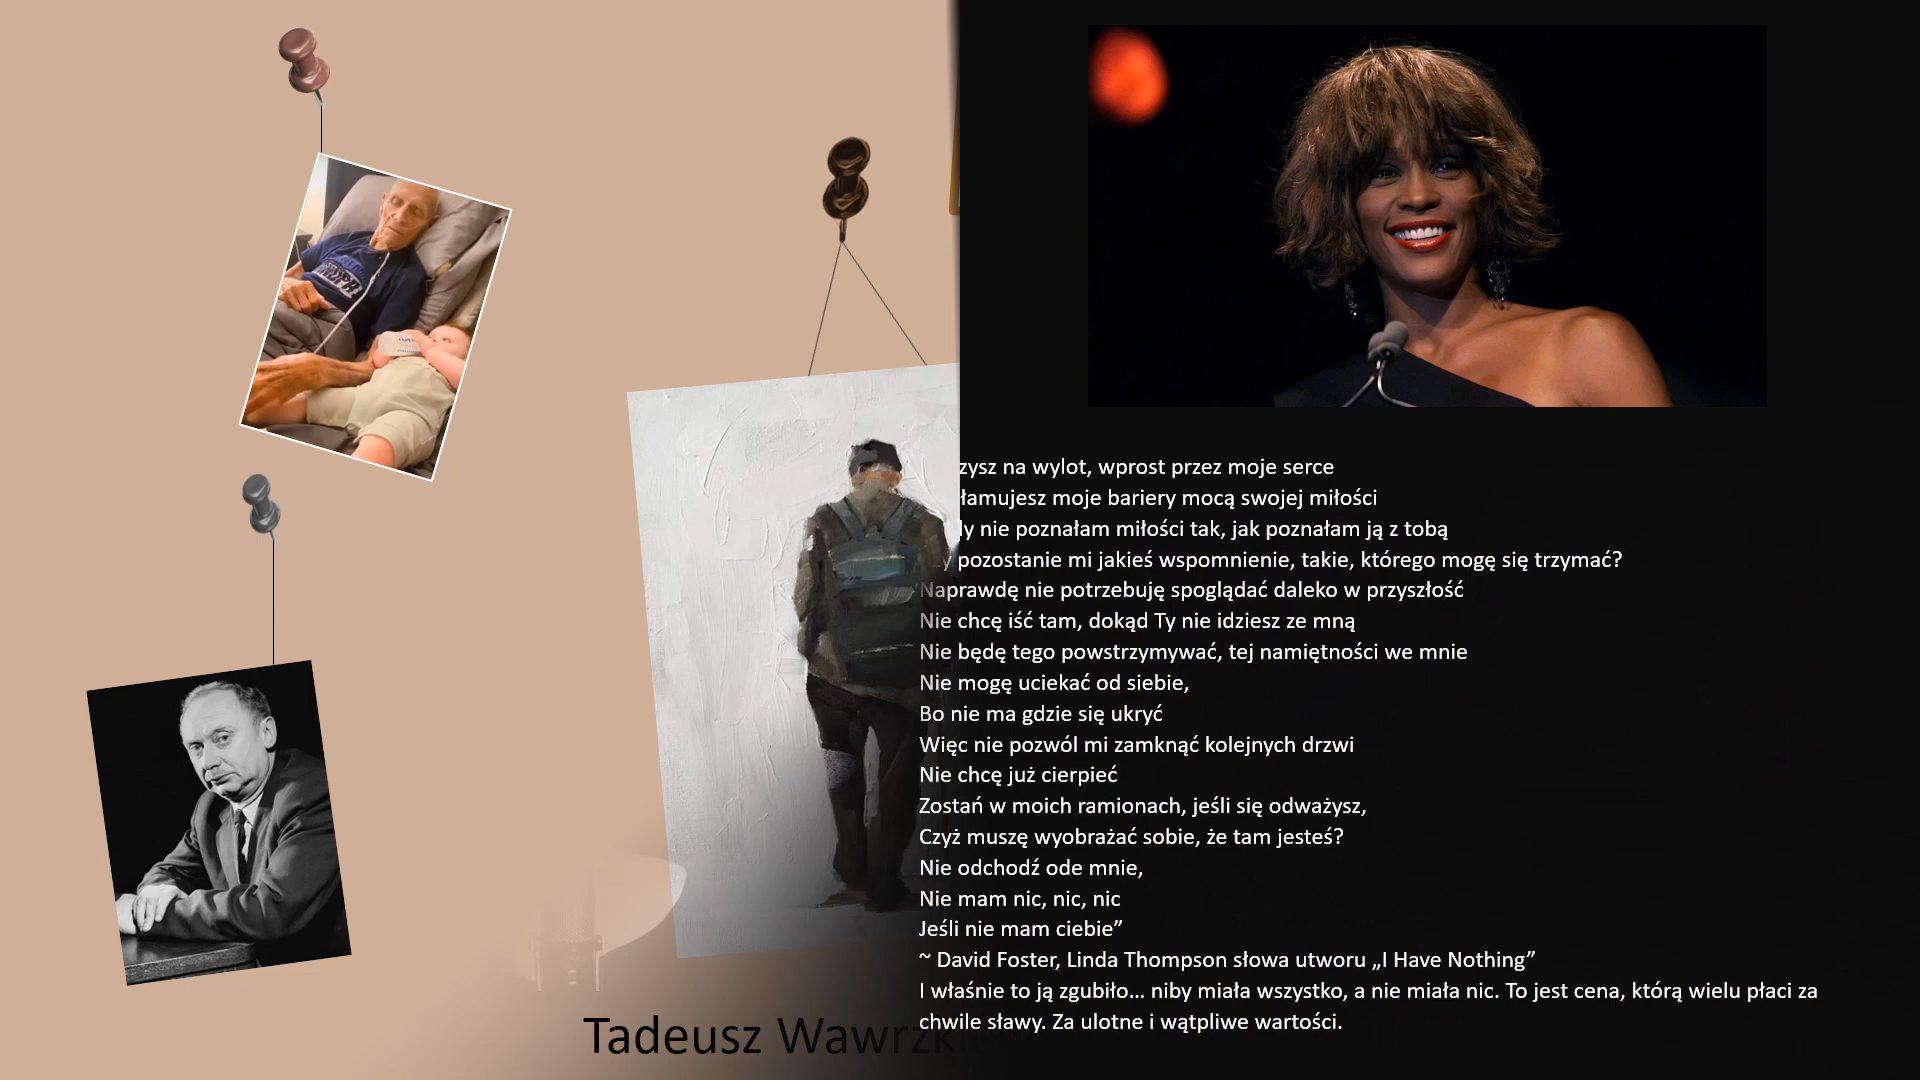 na wylot, wprost przez moje serce
moje bariery mocą swojej miłości
nie poznałam miłości tak, jak poznałam ją z tobą
pozostanie mi jakieś wspomnienie, takie, którego mogę się trzymać?
Naprawdę nie potrzebuję spoglądać daleko w przyszłość
Nie chcę iść tam, dokąd Ty nie idziesz ze mną
Nie będę tego powstrzymywać, tej namiętności we mnie
Nie mogę uciekać od siebie,
Bo nie ma gdzie się ukryć
Więc nie pozwól mi zamknąć kolejnych drzwi
Nie chcę już cierpieć
Zostań w moich ramionach, jeśli się odważysz,
Czyż muszę wyobrażać sobie, że tam jesteś?
Nie odchodź ode mnie,
Nie mam nic, nic, nic
Jeśli nie mam ciebie”
~ David Foster, Linda Thompson słowa utworu „I Have Nothing”
I właśnie to ją zgubiło... niby miała wszystko, a nie miała nic. To jest cena, którą wielu płaci za
chwile sławy. Za ulotne i wątpliwe wartości.
Tadeusz